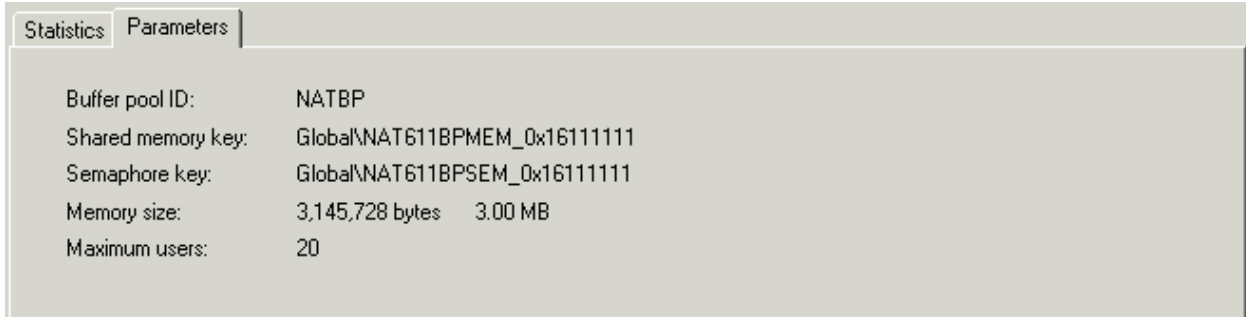 Statistics Parameters
Buffer pool ID: NATBP
Shared memory key: Global\NAT611BPMEM_0x16111111
Semaphore key: Global\NAT611BPSEM_0x16111111
Memory size: 3,145,728 bytes 3.00 MB
Maximum users: 20